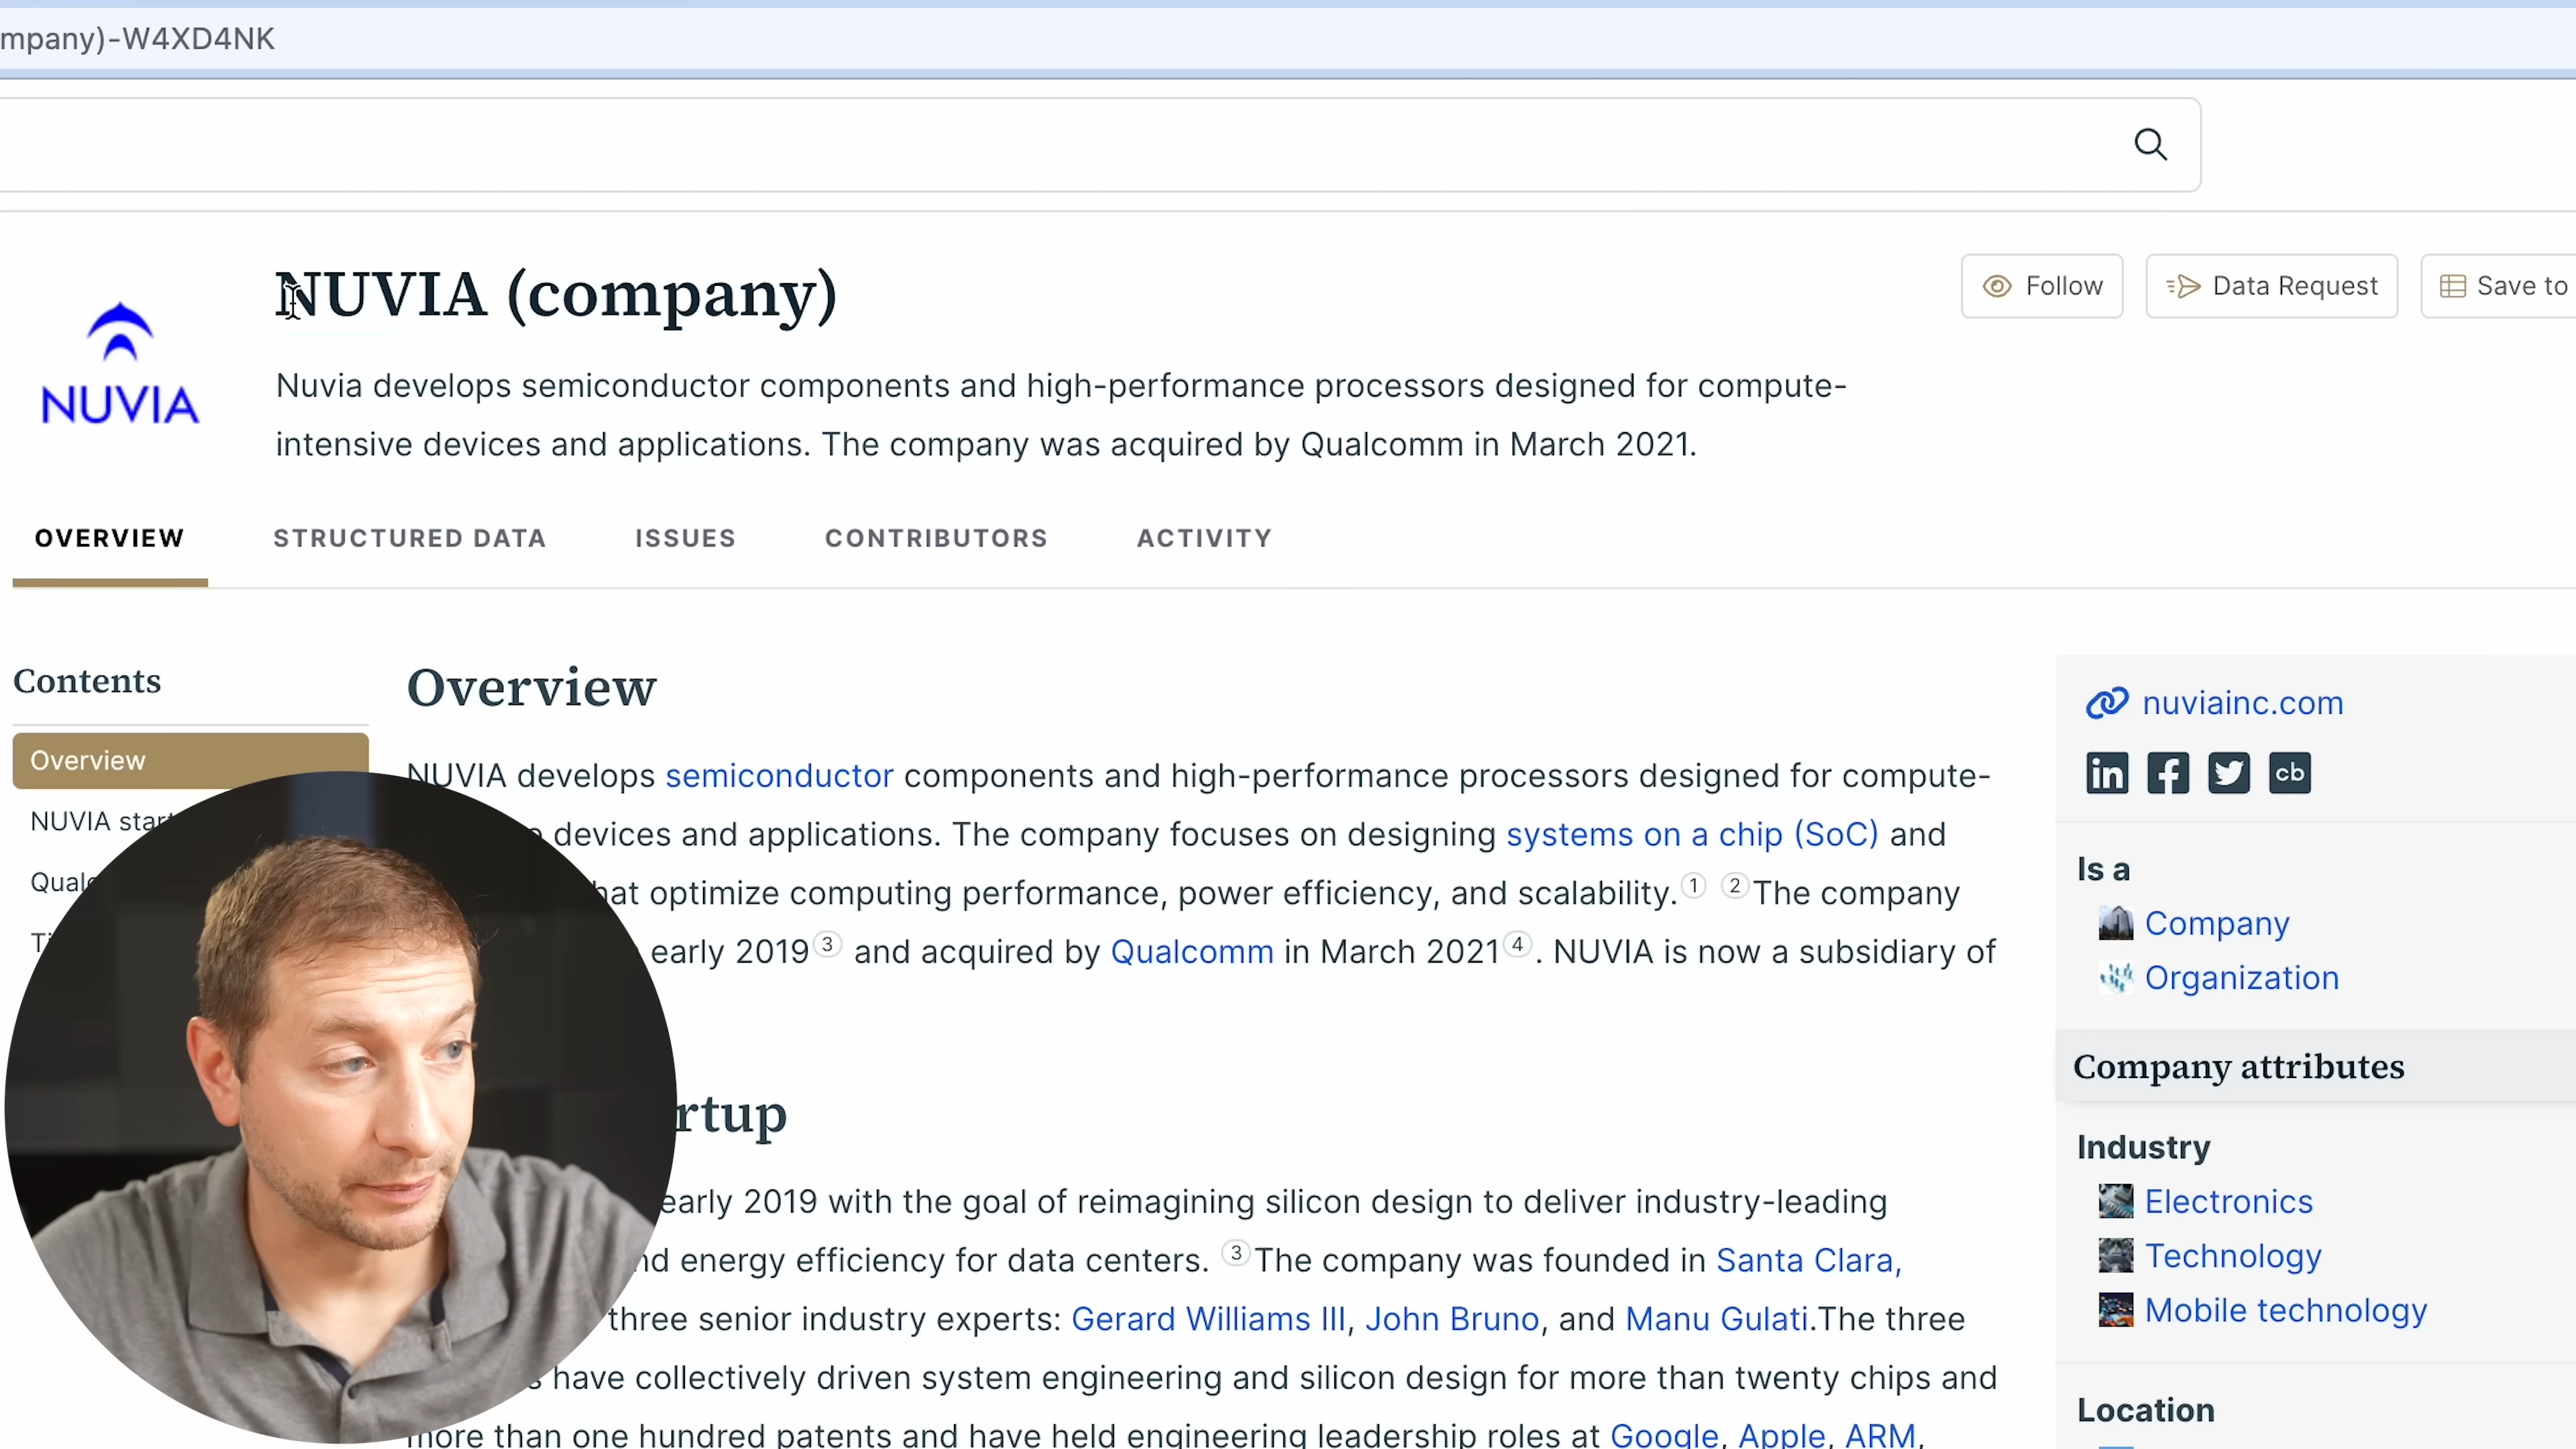 mpany)-W4XD4NK
NUVIA (company)
Follow
Data Request
Save to
NUVIA
Nuvia develops semiconductor components and high-performance processors designed for compute-
intensive devices and applications. The company was acquired by Qualcomm in March 2021.
OVERVIEW STRUCTURED DATA ISSUES CONTRIBUTORS ACTIVITY
Contents
Overview
NUVIA start
Qualc
Ti
Overview
NUVIA develops semiconductor components and high-performance processors designed for compute-
devices and applications. The company focuses on designing systems on a chip (SoC) and
hat optimize computing performance, power efficiency, and scalability. 1 2 The company
early 2019 3 and acquired by Qualcomm in March 2021 4 . NUVIA is now a subsidiary of
rtup
early 2019 with the goal of reimagining silicon design to deliver industry-leading
nd energy efficiency for data centers. 3 The company was founded in Santa Clara,
three senior industry experts: Gerard Williams III, John Bruno, and Manu Gulati.The three
s have collectively driven system engineering and silicon design for more than twenty chips and
more than one hundred patents and have held engineering leadership roles at Google, Apple, ARM,
nuviainc.com
in f cb
Is a
Company
Organization
Company attributes
Industry
Electronics
Technology
Mobile technology
Location